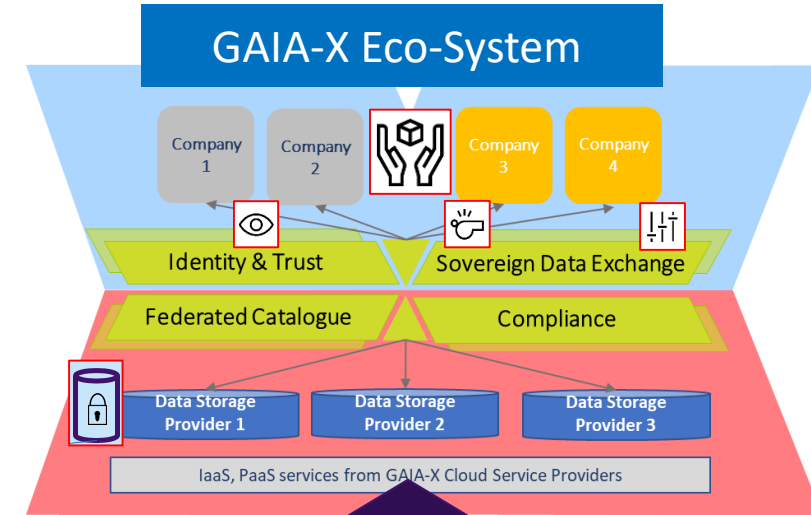 GAIA-X Eco-System
Company
1
Company
2
Company
3
Company
4
Identity & Trust
Sovereign Data Exchange
Federated Catalogue
Compliance
Data Storage
Provider 1
Data Storage
Provider 2
Data Storage
Provider 3
IaaS, PaaS services from GAIA-X Cloud Service Providers